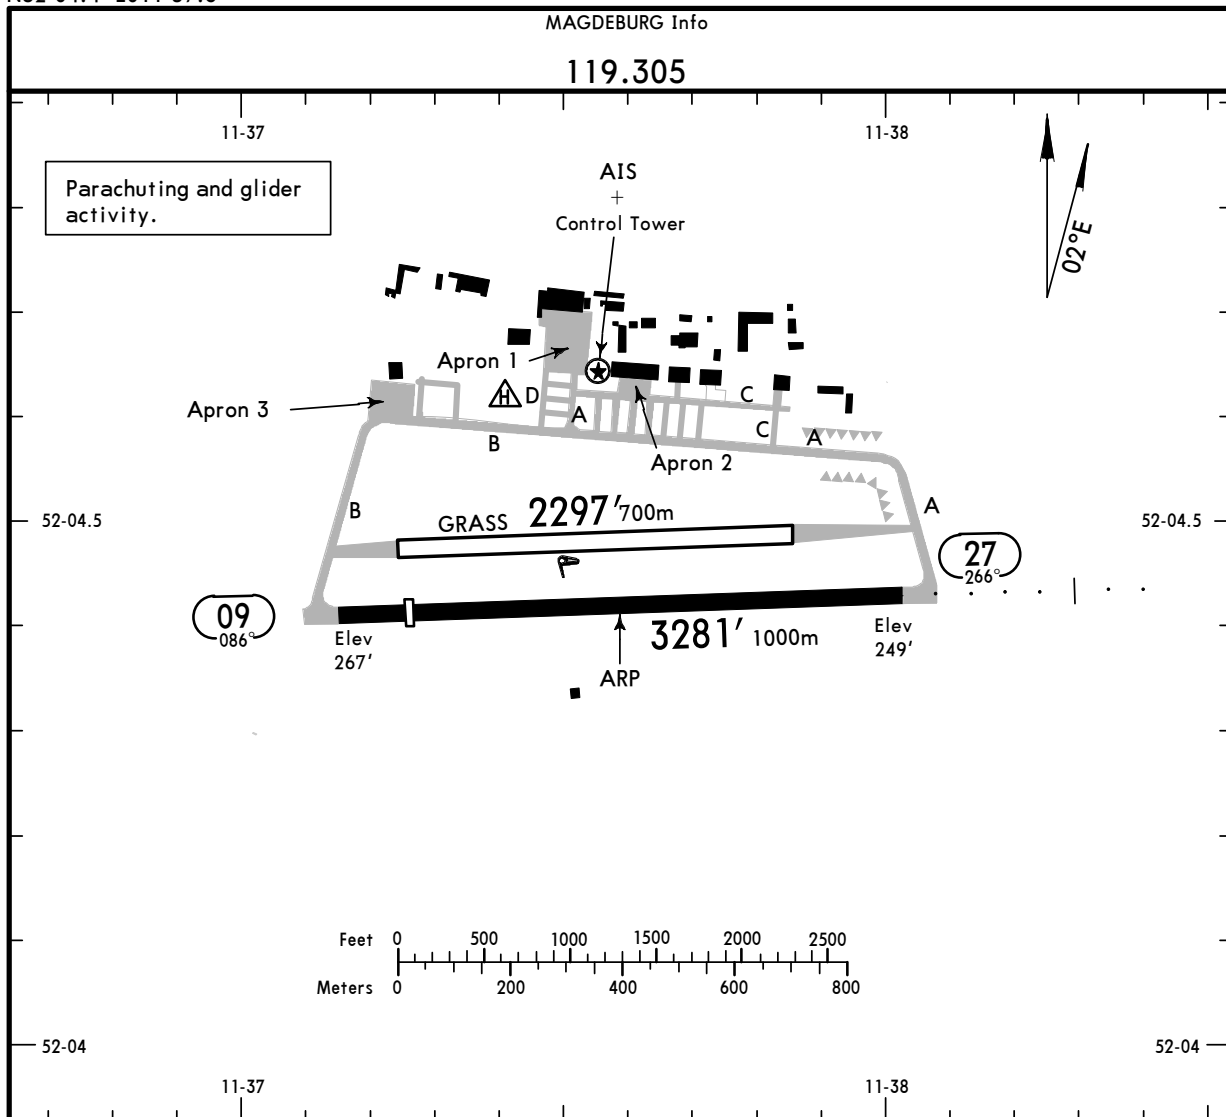 MAGDEBURG Info
119.305
11-37
11-38
Parachuting and glider
activity.
AIS
+
Control Tower
02°E
Apron 1
Apron 3
H
D
A
C
B
C
A
Apron 2
B
A
GRASS 2297' 700m
52-04.5
52-04.5
27
266°
09
086°
Elev
267'
3281' 1000m
Elev
249'
ARP
Feet 0 500 1000 1500 2000 2500
Meters 0 200 400 600 800
52-04
52-04
11-37
11-38